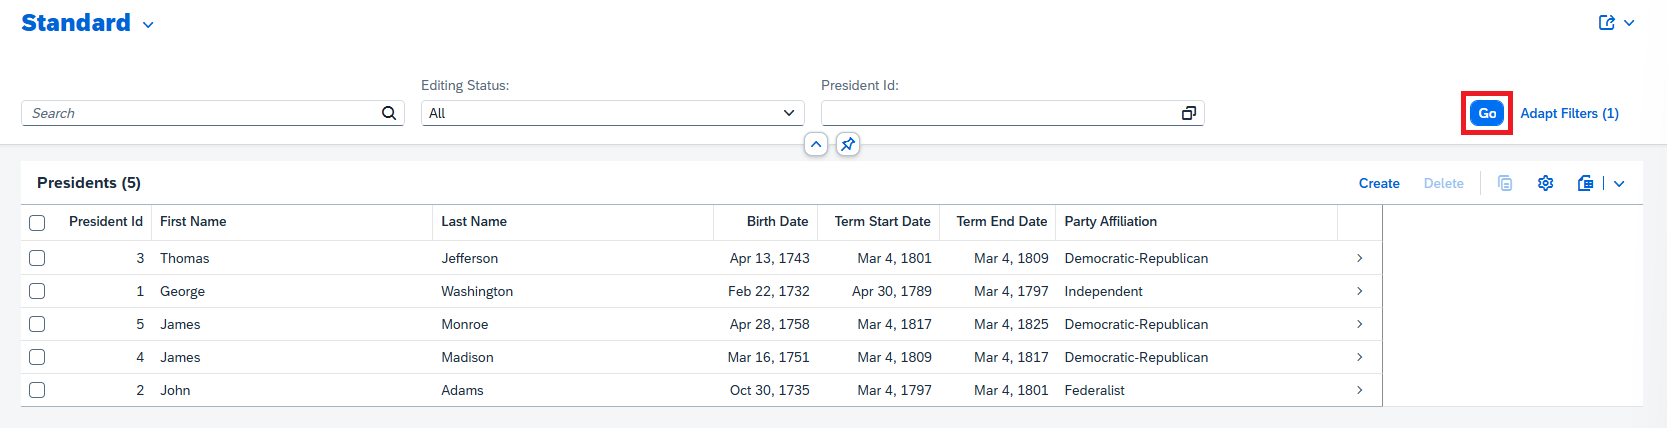 Standard
Editing Status: President Id:
Search All Go Adapt Filters (1)
Presidents (5) Create Delete
President Id First Name Last Name Birth Date Term Start Date Term End Date Party Affiliation
3 Thomas Jefferson Apr 13, 1743 Mar 4, 1801 Mar 4, 1809 Democratic-Republican
1 George Washington Feb 22, 1732 Apr 30, 1789 Mar 4, 1797 Independent
5 James Monroe Apr 28, 1758 Mar 4, 1817 Mar 4, 1825 Democratic-Republican
4 James Madison Mar 16, 1751 Mar 4, 1809 Mar 4, 1817 Democratic-Republican
2 John Adams Oct 30, 1735 Mar 4, 1797 Mar 4, 1801 Federalist